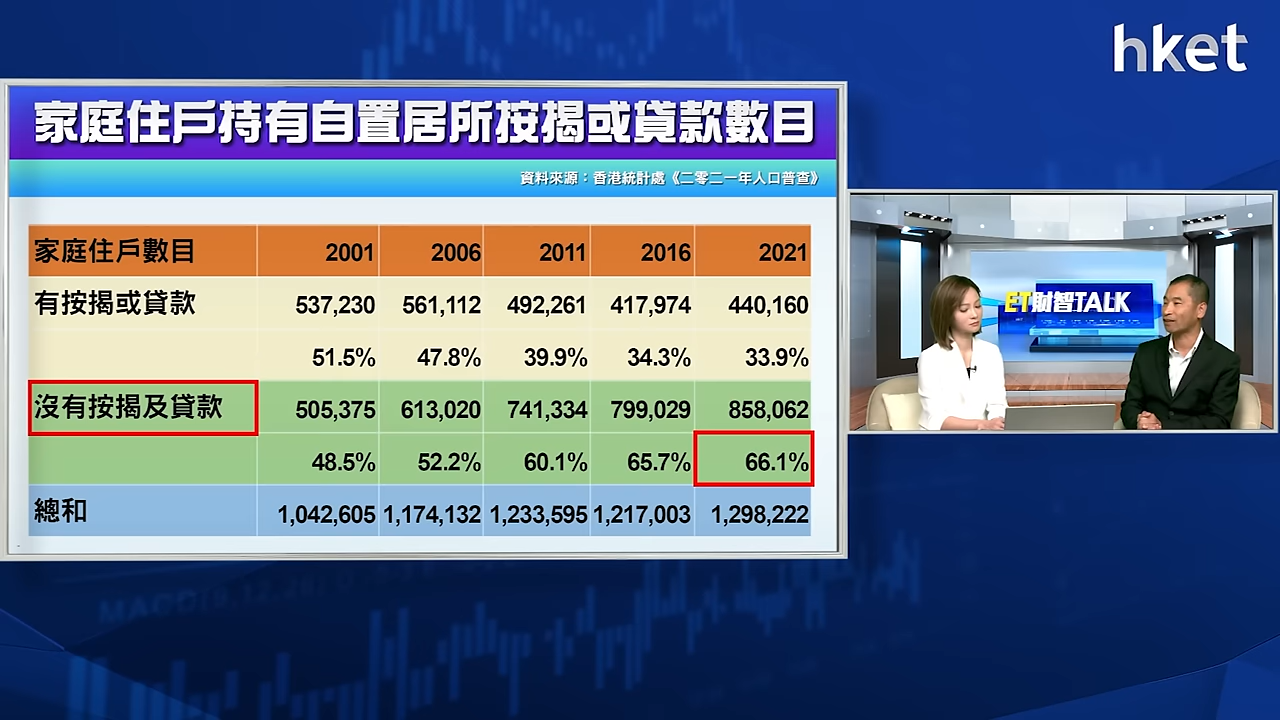 hket
家庭住戶持有自置居所按揭或貸款數目
資料來源：香港統計處《二零二一年人口普查》
家庭住戶數目 2001 2006 2011 2016 2021
有按揭或貸款 537,230 561,112 492,261 417,974 440,160
51.5% 47.8% 39.9% 34.3% 33.9%
沒有按揭及貸款 505,375 613,020 741,334 799,029 858,062
48.5% 52.2% 60.1% 65.7% 66.1%
總和 1,042,605 1,174,132 1,233,595 1,217,003 1,298,222
ET財智TALK
MACD(9,12,26)